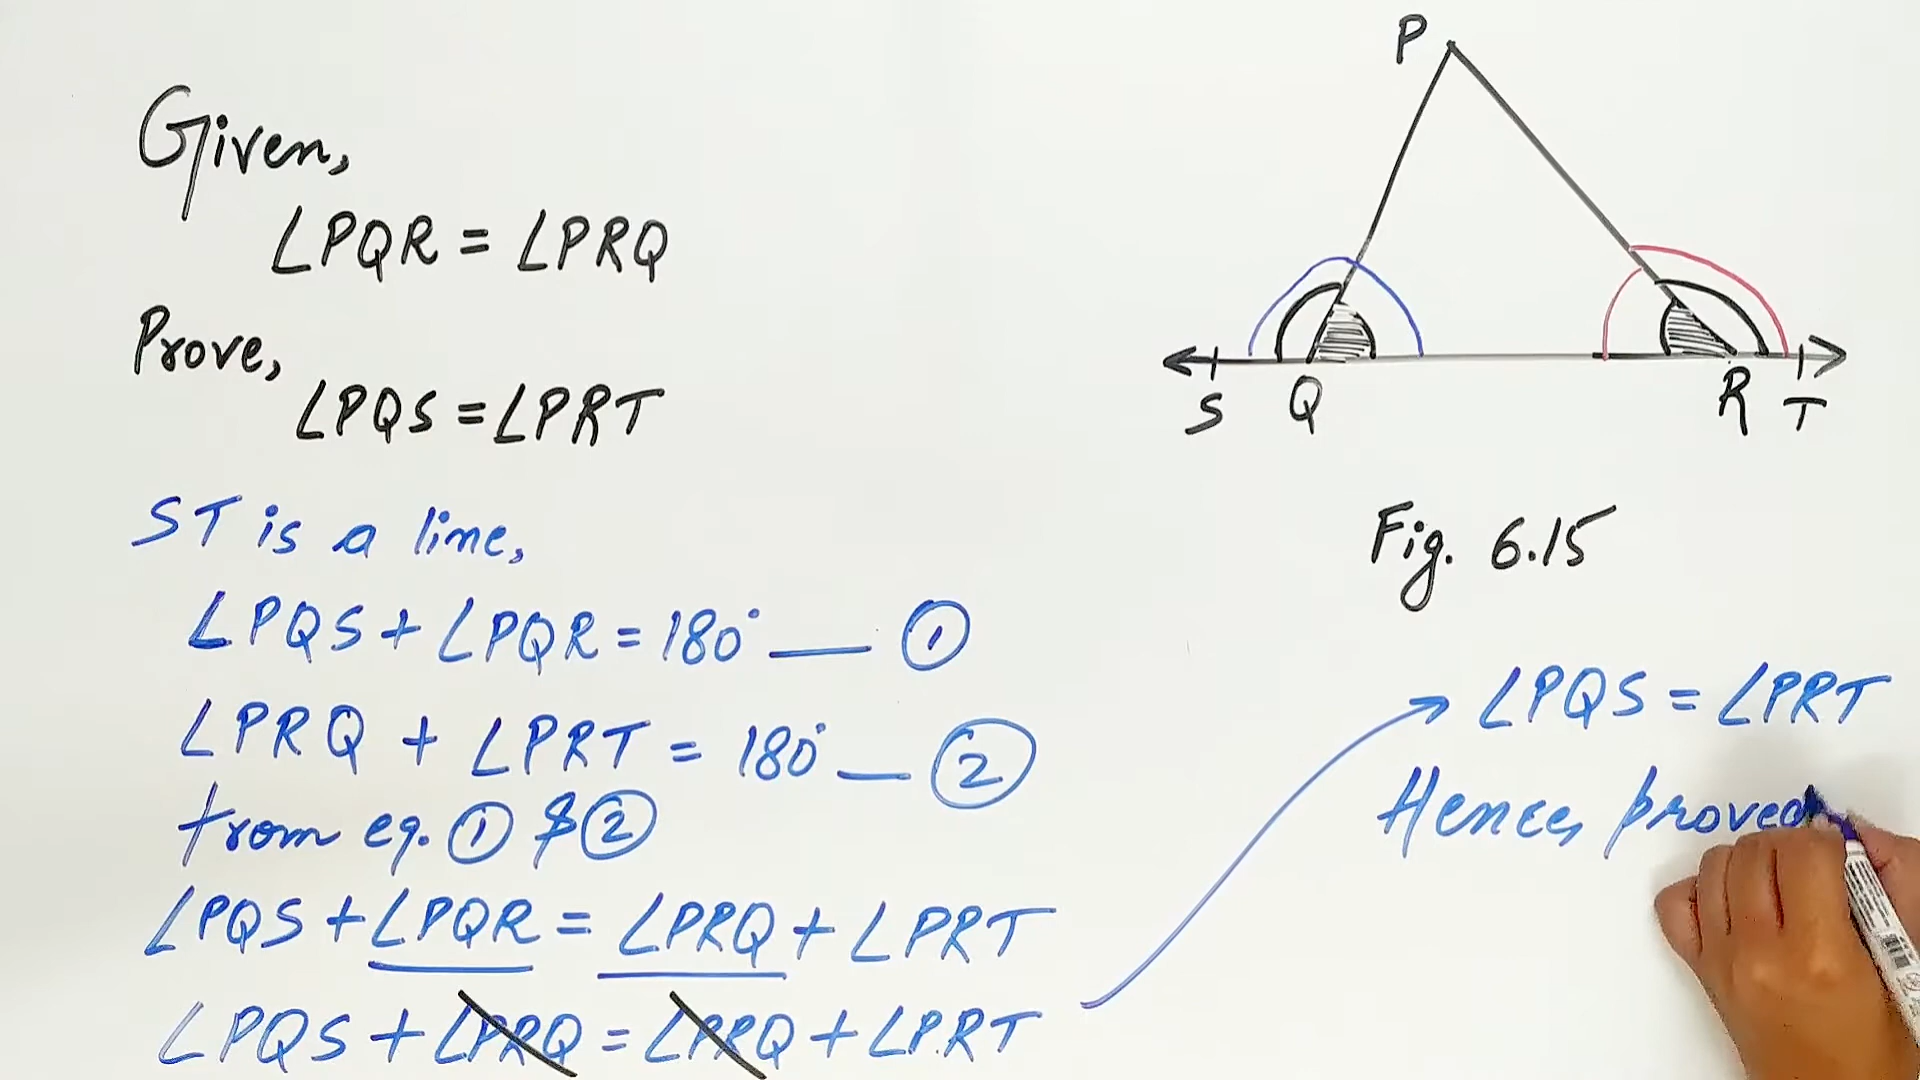 Given,
∠PQR = ∠PRQ
Prove,
∠PQS = ∠PRT
ST is a line,
∠PQS + ∠PQR = 180° — ①
∠PRQ + ∠PRT = 180° — ②
from eq. ① & ②
∠PQS + ∠PQR = ∠PRQ + ∠PRT
∠PQS + ∠PRQ = ∠PRQ + ∠PRT
P
S Q R T
Fig. 6.15
∠PQS = ∠PRT
Hence, proved